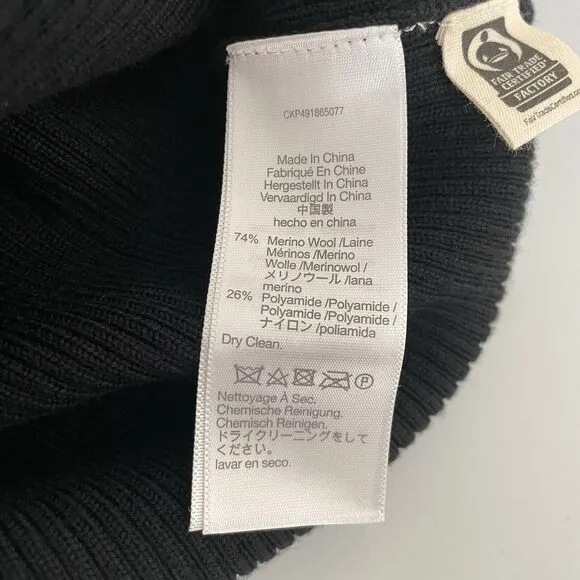 FAIR TRADE
CERTIFIED
FACTORY
FairTradeCertified.org
CKP491865077
Made In China
Fabriqué En Chine
Hergestellt In China
Vervaardigd In China
中国製
hecho en china
74% Merino Wool /Laine
Mérinos /Merino
Wolle /Merinowol /
メリノウール /lana
merino
26% Polyamide /Polyamide /
Polyamide /Polyamide /
ナイロン /poliamida
Dry Clean.
P
Nettoyage À Sec.
Chemische Reinigung.
Chemisch Reinigen.
ドライクリーニングをして
ください。
lavar en seco.